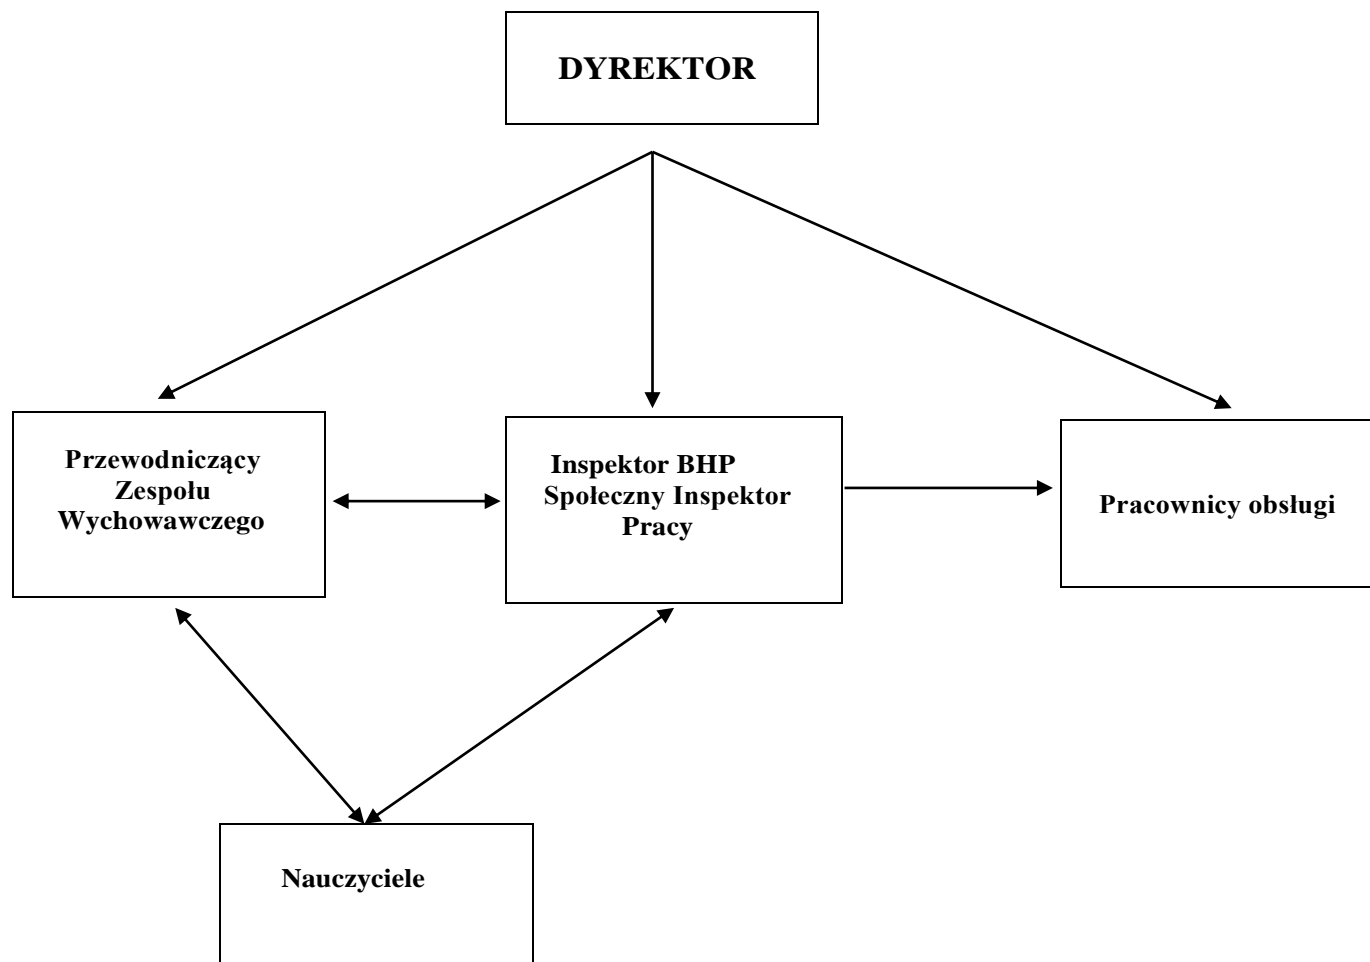 DYREKTOR
Przewodniczący
Zespołu
Wychowawczego
Inspektor BHP
Społeczny Inspektor
Pracy
Pracownicy obsługi
Nauczyciele